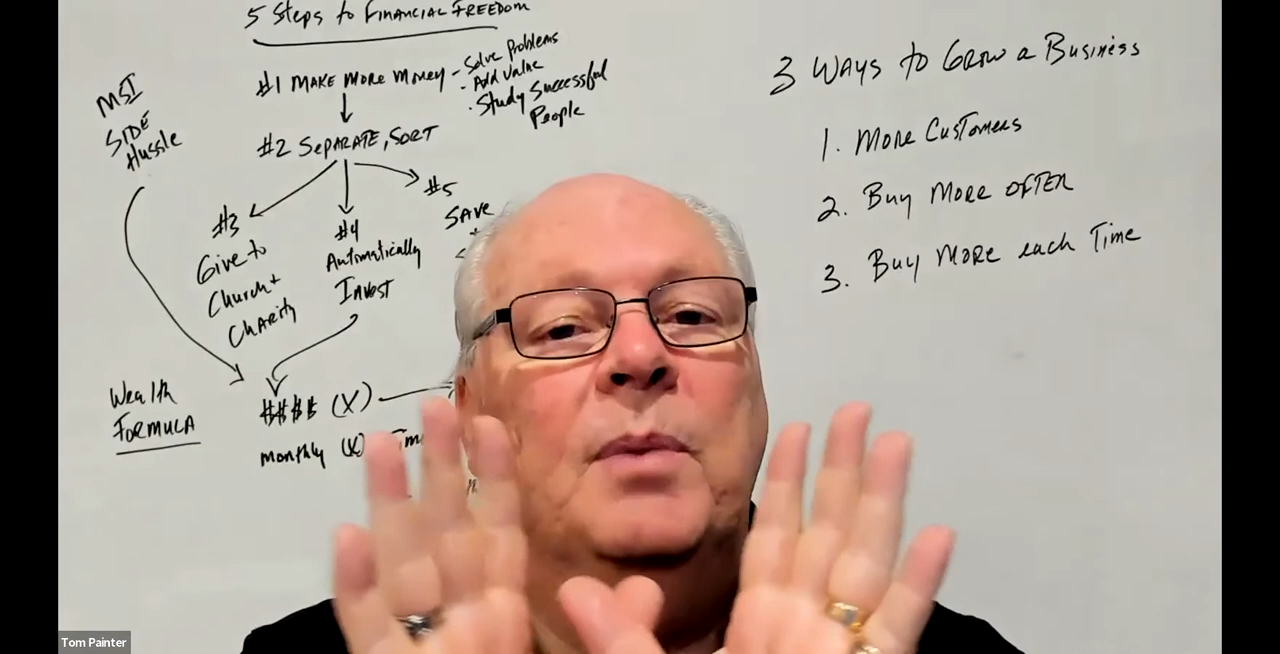 5 Steps to FINANCIAL FREEDOM
#1 MAKE MORE MONEY - Solve Problems
- Add Value
- Study Successful
People
#2 SEPARATE, SORT
MSI
SIDE
Hussle
#3
Give to
Church +
Charity
#4
Automatically
Invest
#5
SAVE
Wealth
FORMULA
$$$$ (X)
monthly (X)
3 WAYS to Grow a Business
1. More Customers
2. Buy More OFTEN
3. Buy More each Time
Tom Painter